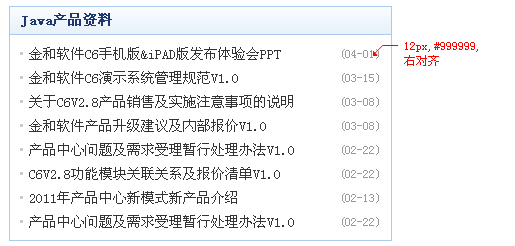 Java产品资料
金和软件C6手机版&iPAD版发布体验会PPT (04-01)
12px, #999999,
右对齐
金和软件C6演示系统管理规范V1.0 (03-15)
关于C6V2.8产品销售及实施注意事项的说明 (03-08)
金和软件产品升级建议及内部报价V1.0 (03-08)
产品中心问题及需求受理暂行处理办法V1.0 (02-22)
C6V2.8功能模块关联关系及报价清单V1.0 (02-22)
2011年产品中心新模式新产品介绍 (02-13)
产品中心问题及需求受理暂行处理办法V1.0 (02-22)